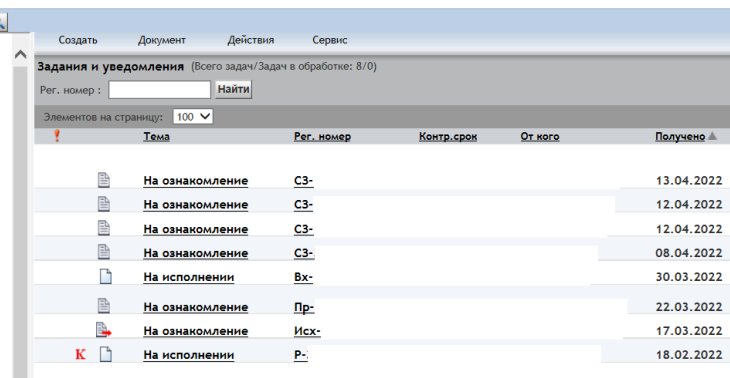 Создать Документ Действия Сервис
Задания и уведомления (Всего задач/Задач в обработке: 8/0)
Рег. номер : Найти
Элементов на страницу: 100
! Тема Рег. номер Контр.срок От кого Получено
На ознакомление СЗ- 13.04.2022
На ознакомление СЗ- 12.04.2022
На ознакомление СЗ- 12.04.2022
На ознакомление СЗ- 08.04.2022
На исполнении Вх- 30.03.2022
На ознакомление Пр- 22.03.2022
На ознакомление Исх- 17.03.2022
К На исполнении Р- 18.02.2022